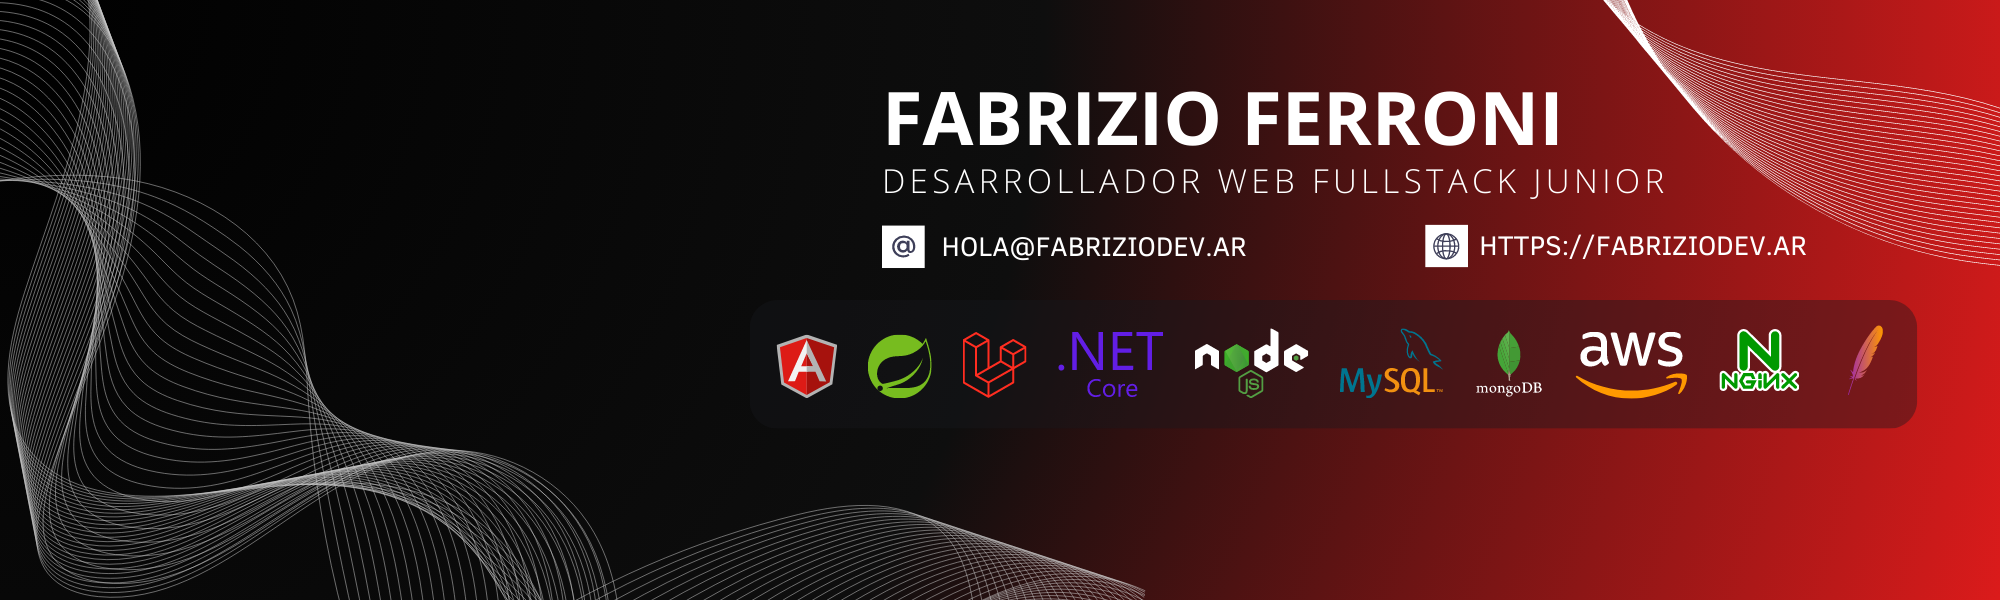 FABRIZIO FERRONI
DESARROLLADOR WEB FULLSTACK JUNIOR
@ HOLA@FABRIZIODEV.AR
HTTPS://FABRIZIODEV.AR
A
.NET
Core
node
JS
MySQL™
mongoDB
aws
N
NGiNX